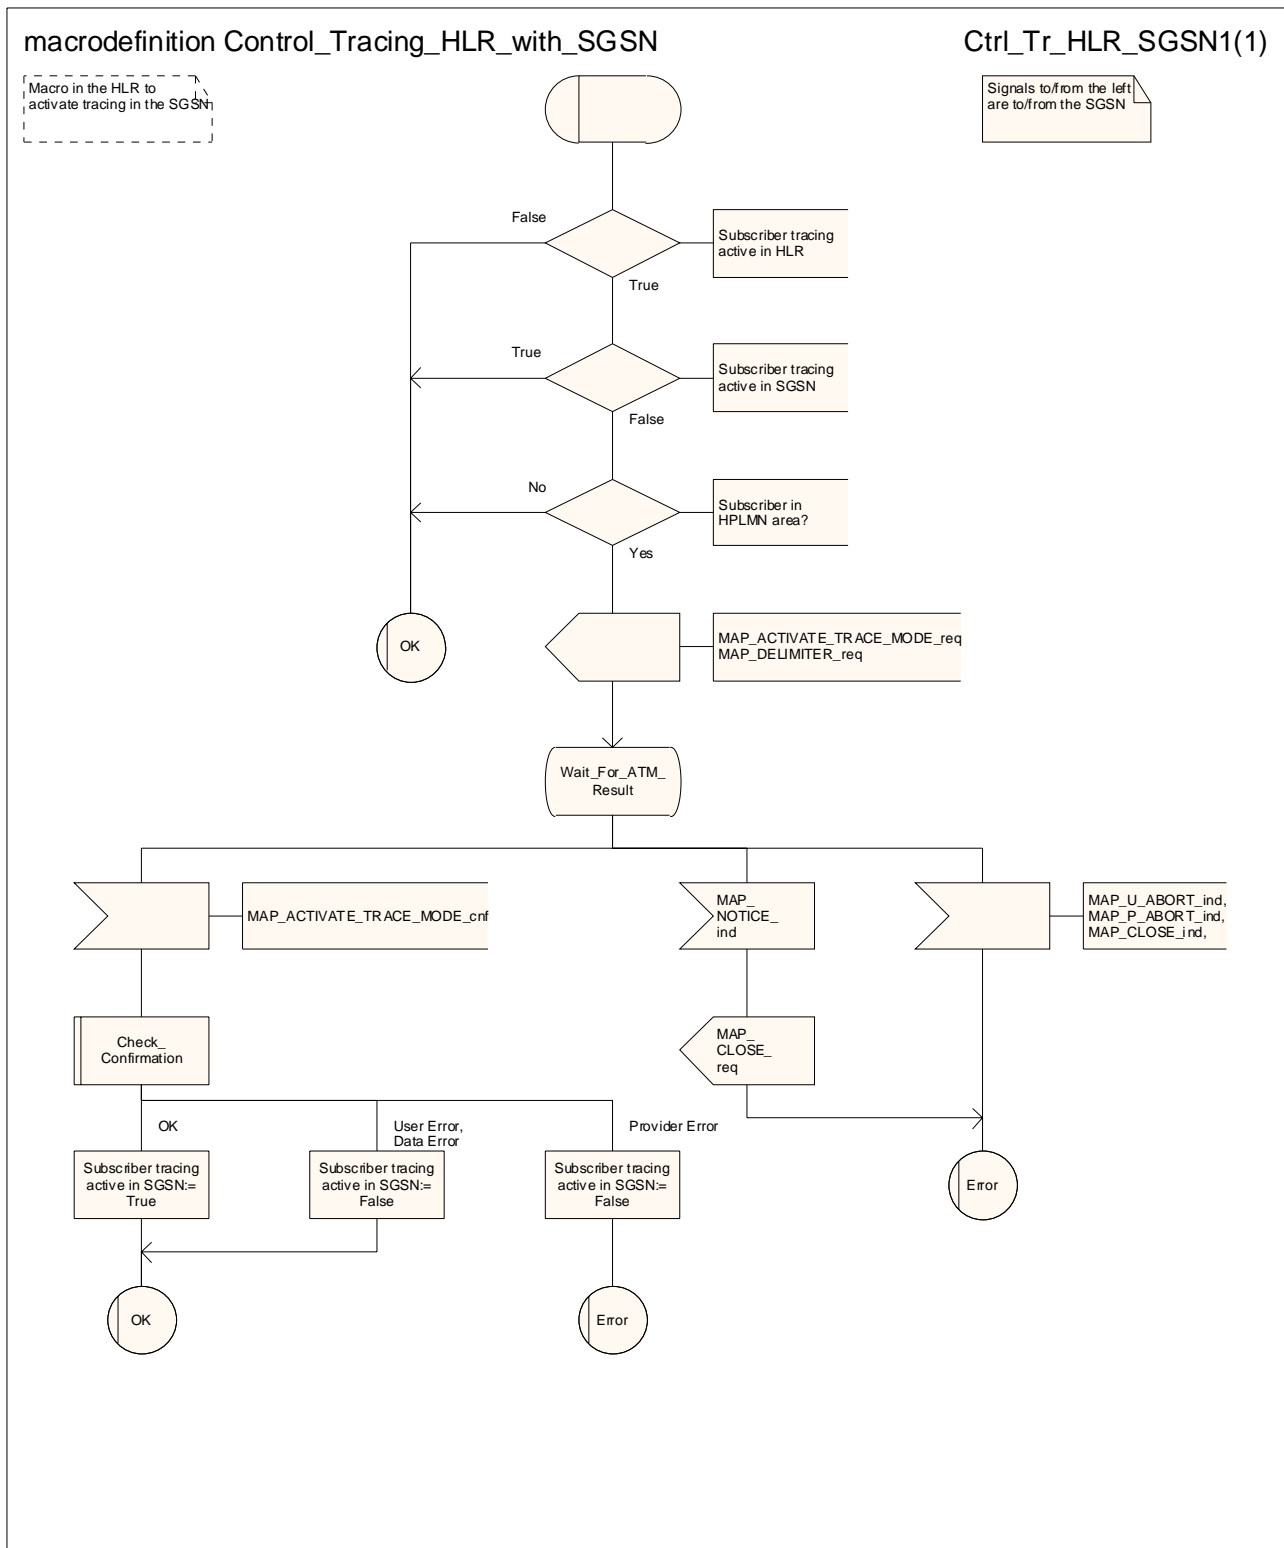 macrodefinition Control_Tracing_HLR_with_SGSN
Ctrl_Tr_HLR_SGSN1(1)
Macro in the HLR to
activate tracing in the SGSN
Signals to/from the left
are to/from the SGSN
False
Subscriber tracing
active in HLR
True
True
Subscriber tracing
active in SGSN
False
No
Subscriber in
HPLMN area?
Yes
OK
MAP_ACTIVATE_TRACE_MODE_req
MAP_DELIMITER_req
Wait_For_ATM_
Result
MAP_ACTIVATE_TRACE_MODE_cnf
MAP_
NOTICE_
ind
MAP_U_ABORT_ind,
MAP_P_ABORT_ind,
MAP_CLOSE_ind,
Check_
Confirmation
MAP_
CLOSE_
req
OK
User Error,
Data Error
Provider Error
Subscriber tracing
active in SGSN:=
True
Subscriber tracing
active in SGSN:=
False
Subscriber tracing
active in SGSN:=
False
Error
OK
Error